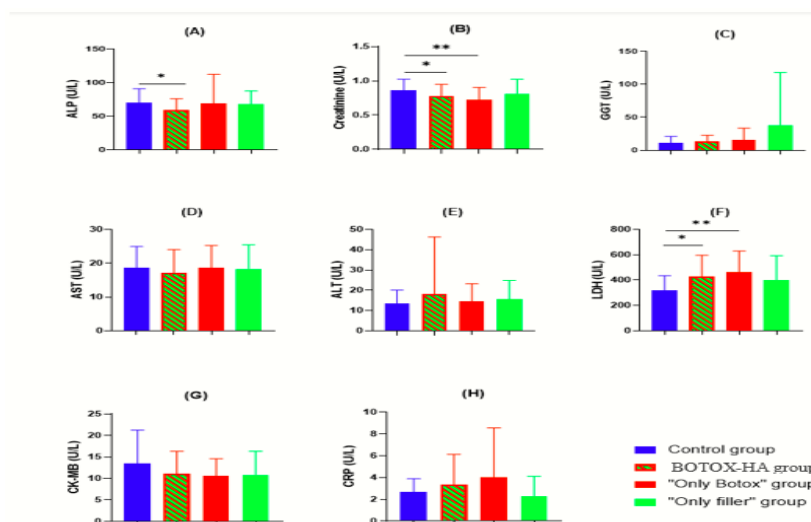 (A)
ALP (U/L)
150
100
50
0
*
(B)
Creatinine (U/L)
1.5
1.0
0.5
0.0
**
*
(C)
GGT (U/L)
150
100
50
0
(D)
AST (U/L)
30
20
10
0
(E)
ALT (U/L)
50
40
30
20
10
0
(F)
LDH (U/L)
800
600
400
200
0
**
*
(G)
CK-MB (U/L)
25
20
15
10
5
0
(H)
CRP (U/L)
10
8
6
4
2
0
Control group
BOTOX-HA group
"Only Botox" group
"Only filler" group